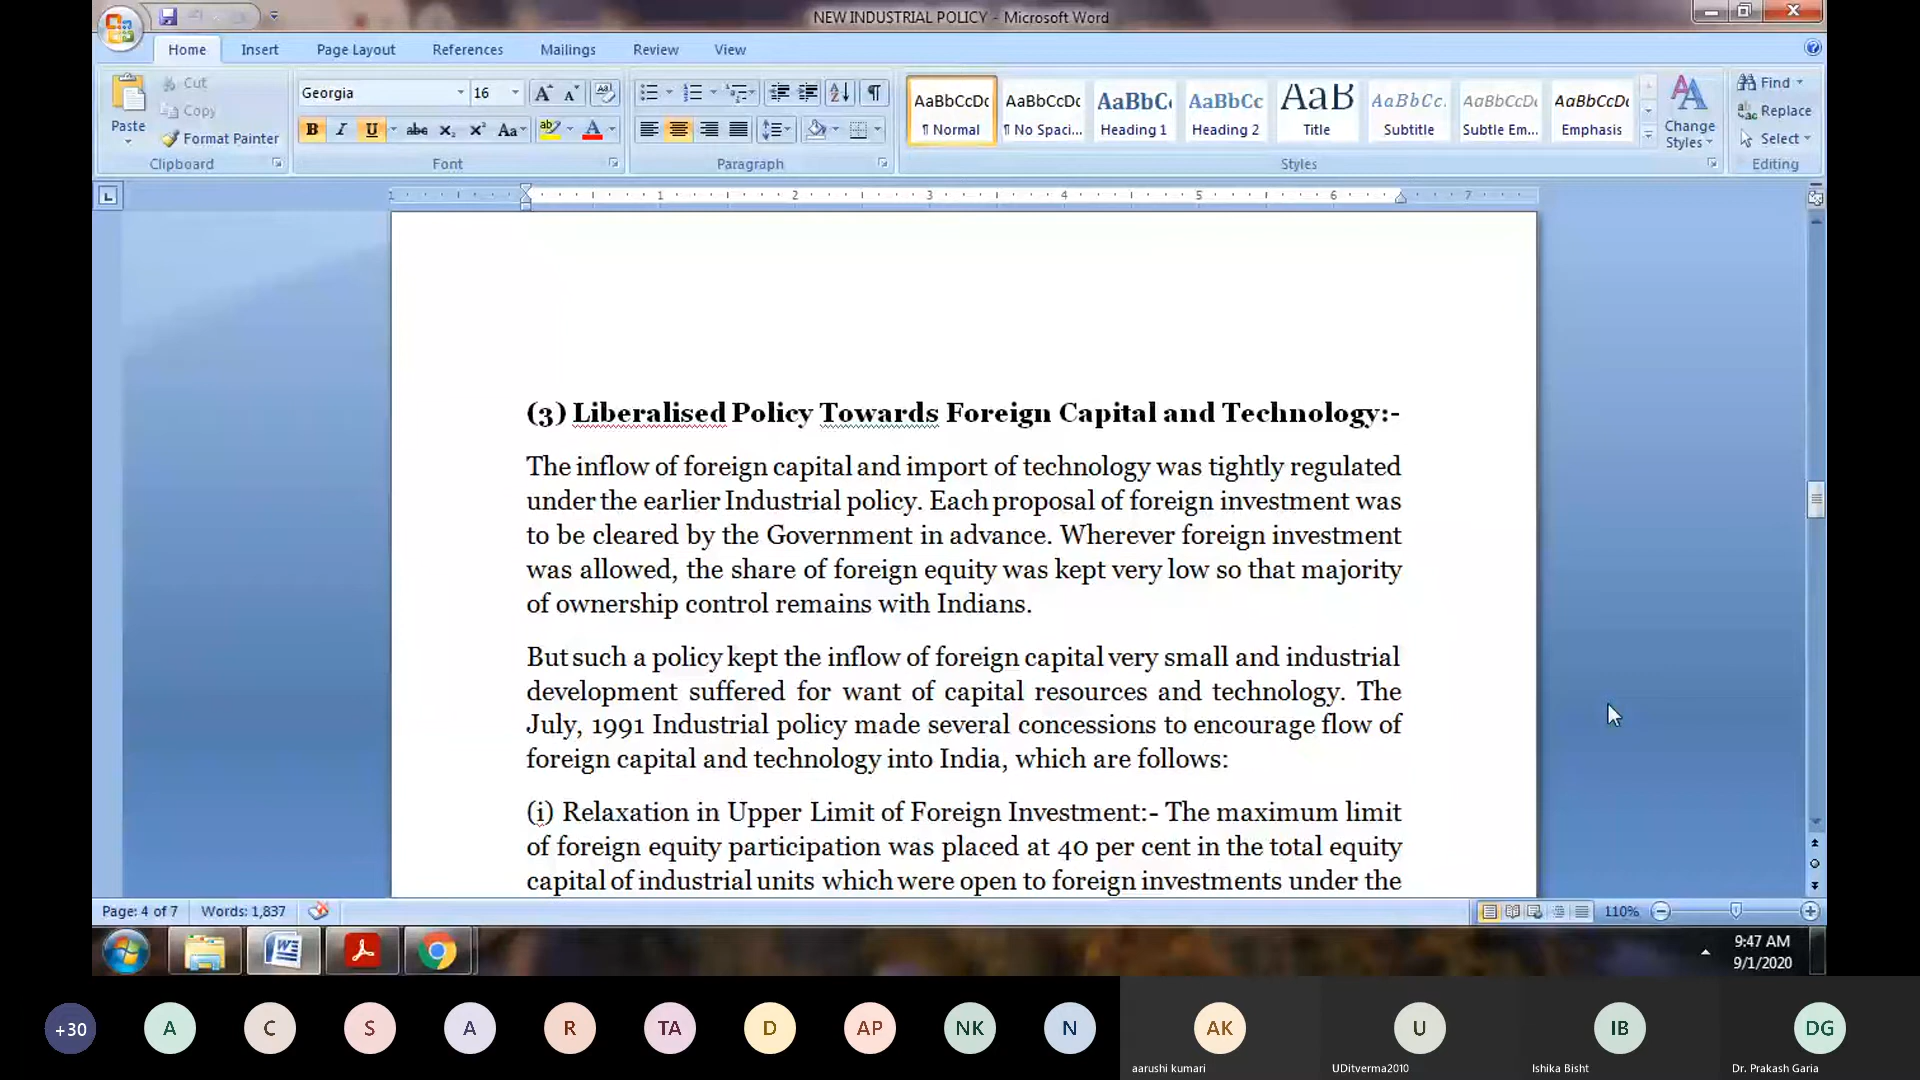 NEW INDUSTRIAL POLICY - Microsoft Word
Home Insert Page Layout References Mailings Review View
Paste
Cut
Copy
Format Painter
Clipboard
Georgia 16
Font
Paragraph
AaBbCcDc AaBbCcDc AaBbC AaBbCc AaB AaBbCc. AaBbCcDc AaBbCcDc
¶ Normal ¶ No Spaci... Heading 1 Heading 2 Title Subtitle Subtle Em... Emphasis
Change Styles
Styles
Find
Replace
Select
Editing
1 1 2 3 4 5 6 7
(3) Liberalised Policy Towards Foreign Capital and Technology:-
The inflow of foreign capital and import of technology was tightly regulated
under the earlier Industrial policy. Each proposal of foreign investment was
to be cleared by the Government in advance. Wherever foreign investment
was allowed, the share of foreign equity was kept very low so that majority
of ownership control remains with Indians.
But such a policy kept the inflow of foreign capital very small and industrial
development suffered for want of capital resources and technology. The
July, 1991 Industrial policy made several concessions to encourage flow of
foreign capital and technology into India, which are follows:
(i) Relaxation in Upper Limit of Foreign Investment:- The maximum limit
of foreign equity participation was placed at 40 per cent in the total equity
capital of industrial units which were open to foreign investments under the
Page: 4 of 7 Words: 1,837 110%
9:47 AM
9/1/2020
+30 A C S A R TA D AP NK N AK U IB DG
aarushi kumari UDitverma2010 Ishika Bisht Dr. Prakash Garia